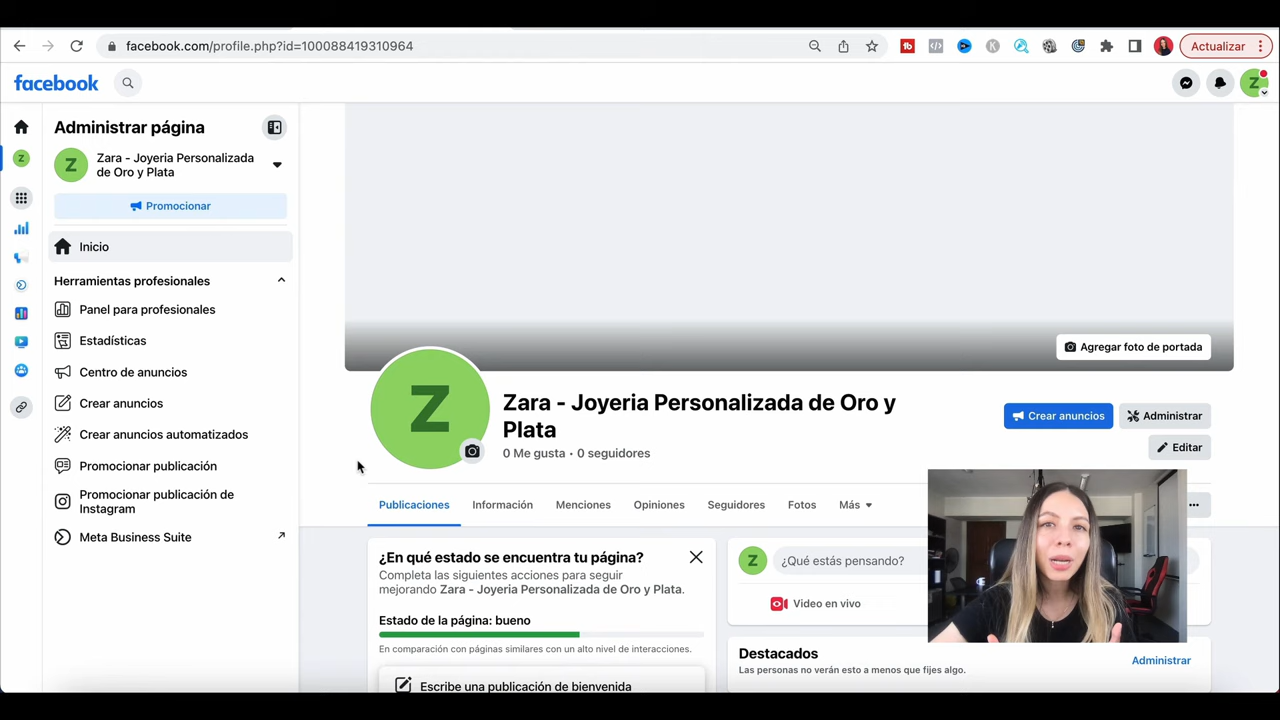 facebook.com/profile.php?id=100088419310964
Actualizar
facebook
Z
Administrar página
Z
Zara - Joyeria Personalizada
de Oro y Plata
Z
Promocionar
Inicio
Herramientas profesionales
Panel para profesionales
Estadísticas
Centro de anuncios
Crear anuncios
Crear anuncios automatizados
Promocionar publicación
Promocionar publicación de
Instagram
Meta Business Suite
Agregar foto de portada
Z
Zara - Joyeria Personalizada de Oro y
Plata
0 Me gusta • 0 seguidores
Crear anuncios
Administrar
Editar
Publicaciones
Información
Menciones
Opiniones
Seguidores
Fotos
Más
¿En qué estado se encuentra tu página?
Completa las siguientes acciones para seguir
mejorando Zara - Joyeria Personalizada de Oro y Plata.
Estado de la página: bueno
En comparación con páginas similares con un alto nivel de interacciones.
Escribe una publicación de bienvenida
Z
¿Qué estás pensando?
Video en vivo
Destacados
Las personas no verán esto a menos que fijes algo.
Administrar